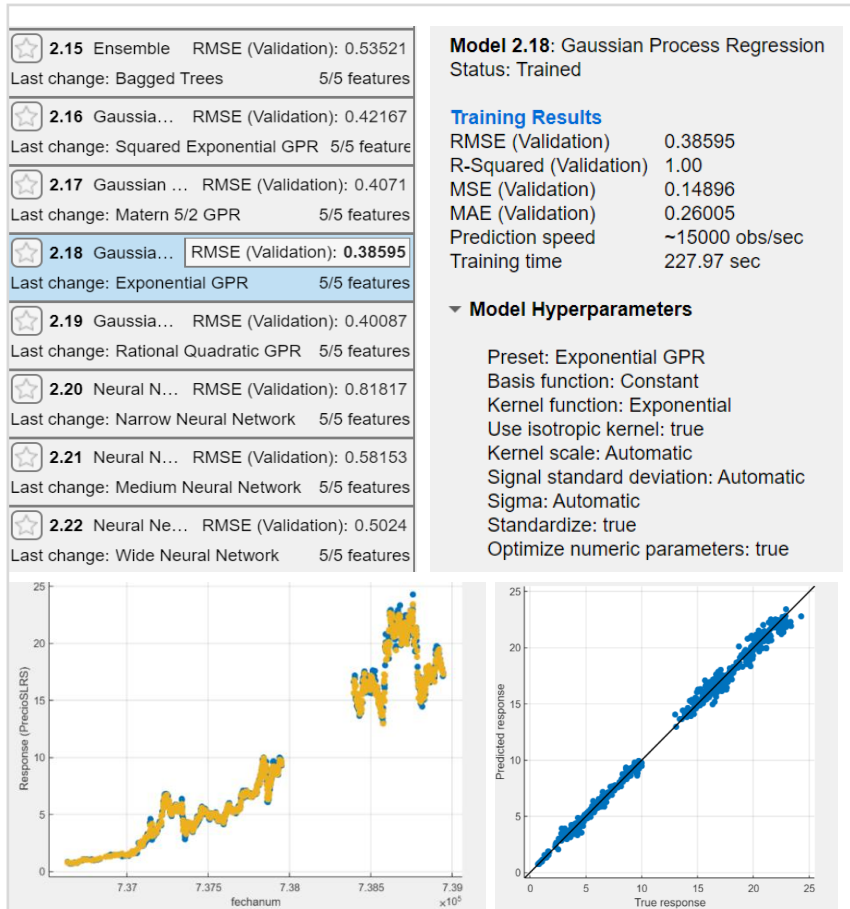 2.15 Ensemble RMSE (Validation): 0.53521
Last change: Bagged Trees 5/5 features
2.16 Gaussia... RMSE (Validation): 0.42167
Last change: Squared Exponential GPR 5/5 feature
2.17 Gaussian ... RMSE (Validation): 0.4071
Last change: Matern 5/2 GPR 5/5 features
2.18 Gaussia... RMSE (Validation): 0.38595
Last change: Exponential GPR 5/5 features
2.19 Gaussia... RMSE (Validation): 0.40087
Last change: Rational Quadratic GPR 5/5 features
2.20 Neural N... RMSE (Validation): 0.81817
Last change: Narrow Neural Network 5/5 features
2.21 Neural N... RMSE (Validation): 0.58153
Last change: Medium Neural Network 5/5 features
2.22 Neural Ne... RMSE (Validation): 0.5024
Last change: Wide Neural Network 5/5 features
Model 2.18: Gaussian Process Regression
Status: Trained
Training Results
RMSE (Validation) 0.38595
R-Squared (Validation) 1.00
MSE (Validation) 0.14896
MAE (Validation) 0.26005
Prediction speed ~15000 obs/sec
Training time 227.97 sec
Model Hyperparameters
Preset: Exponential GPR
Basis function: Constant
Kernel function: Exponential
Use isotropic kernel: true
Kernel scale: Automatic
Signal standard deviation: Automatic
Sigma: Automatic
Standardize: true
Optimize numeric parameters: true
Response (PrecioSLRS)
25
20
15
10
5
0
7.37 7.375 7.38 7.385 7.39
×10⁵
fechanum
Predicted response
25
20
15
10
5
0
0 5 10 15 20 25
True response